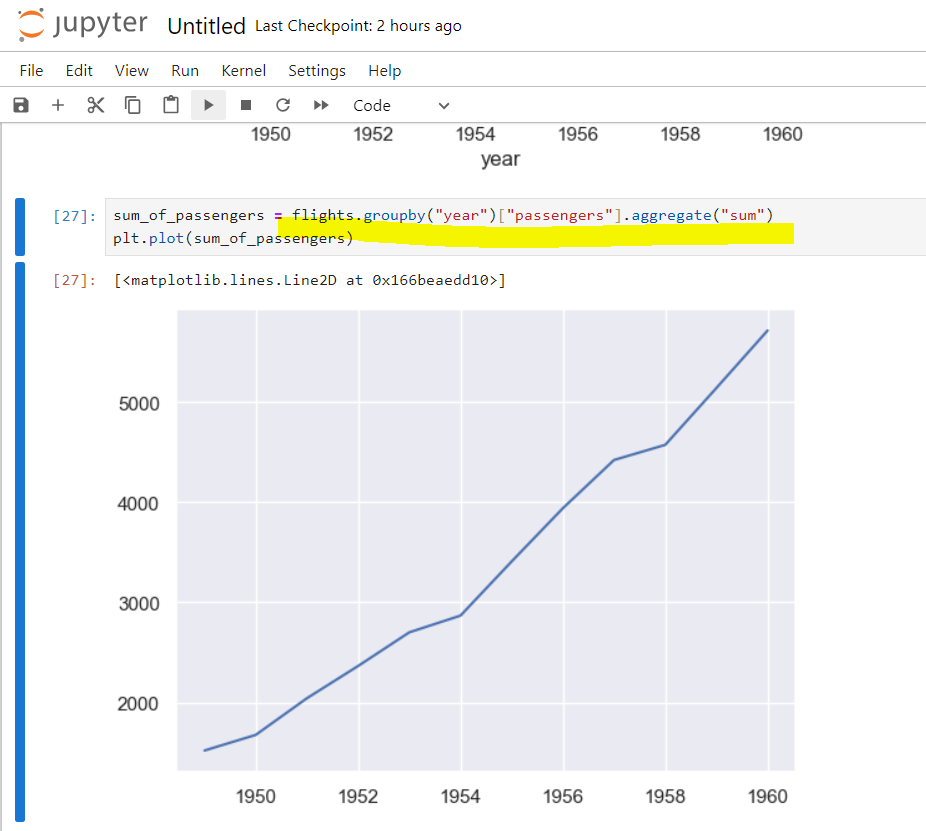 jupyter Untitled Last Checkpoint: 2 hours ago
File Edit View Run Kernel Settings Help
Code
1950 1952 1954 1956 1958 1960
year
[27]: sum_of_passengers = flights.groupby("year")["passengers"].aggregate("sum")
plt.plot(sum_of_passengers)
[27]: [<matplotlib.lines.Line2D at 0x166beaedd10>]
5000
4000
3000
2000
1950 1952 1954 1956 1958 1960